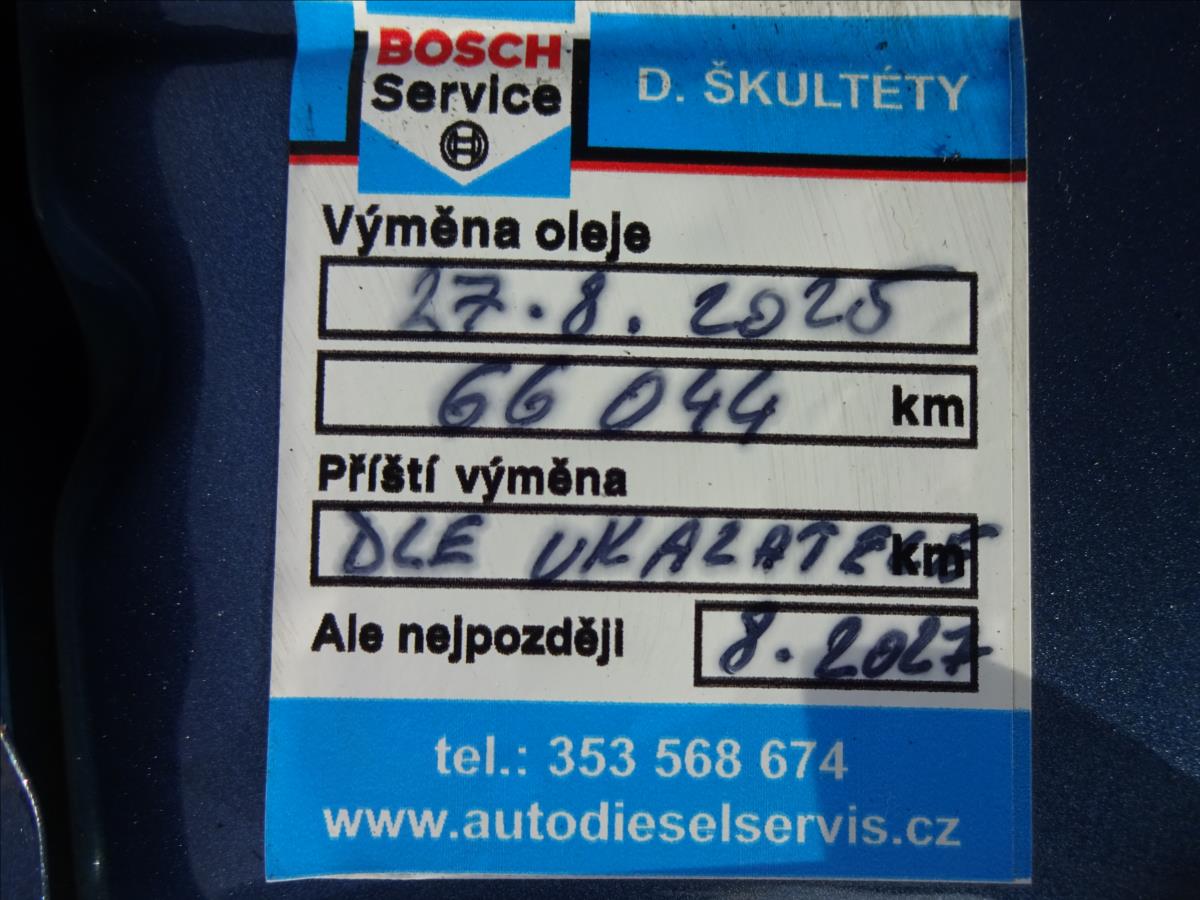 BOSCH
Service
D. ŠKULTÉTY
Výměna oleje
27.8.2025
66 044 km
Příští výměna
DLE UKAZATELE km
Ale nejpozději 8.2027
tel.: 353 568 674
www.autodieselservis.cz